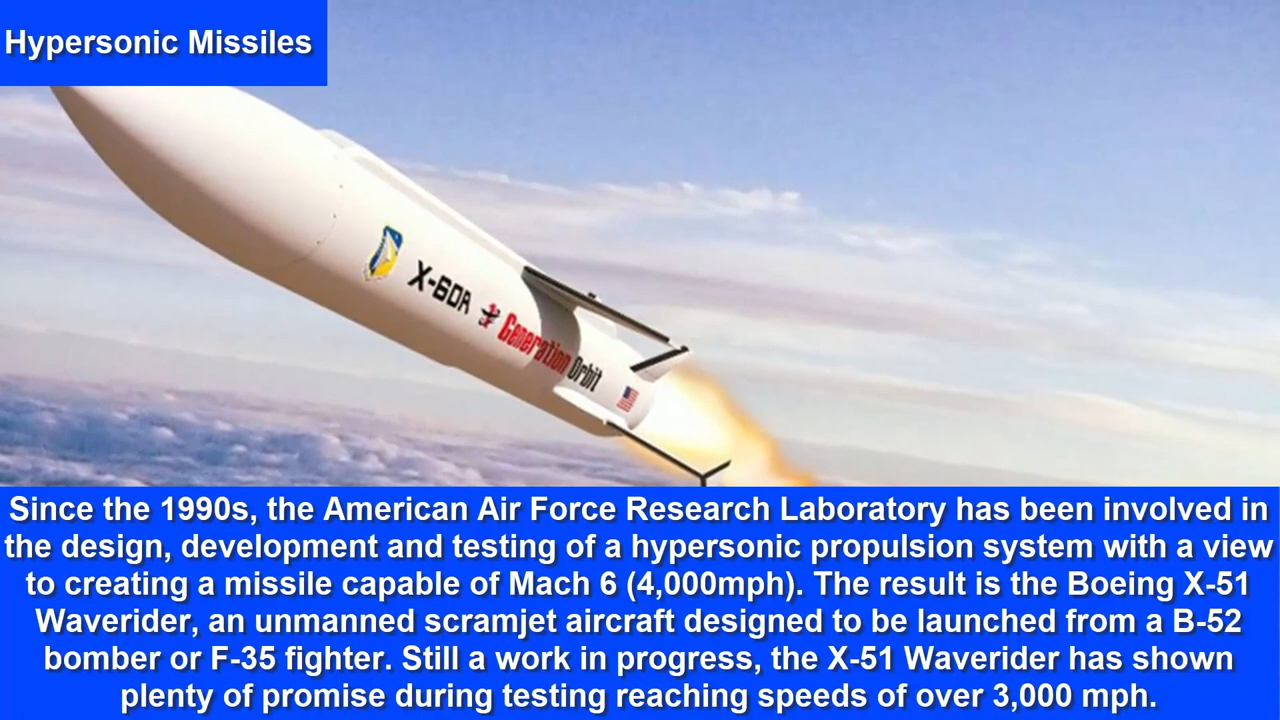 Hypersonic Missiles
X-60A Generation Orbit
Since the 1990s, the American Air Force Research Laboratory has been involved in
the design, development and testing of a hypersonic propulsion system with a view
to creating a missile capable of Mach 6 (4,000mph). The result is the Boeing X-51
Waverider, an unmanned scramjet aircraft designed to be launched from a B-52
bomber or F-35 fighter. Still a work in progress, the X-51 Waverider has shown
plenty of promise during testing reaching speeds of over 3,000 mph.